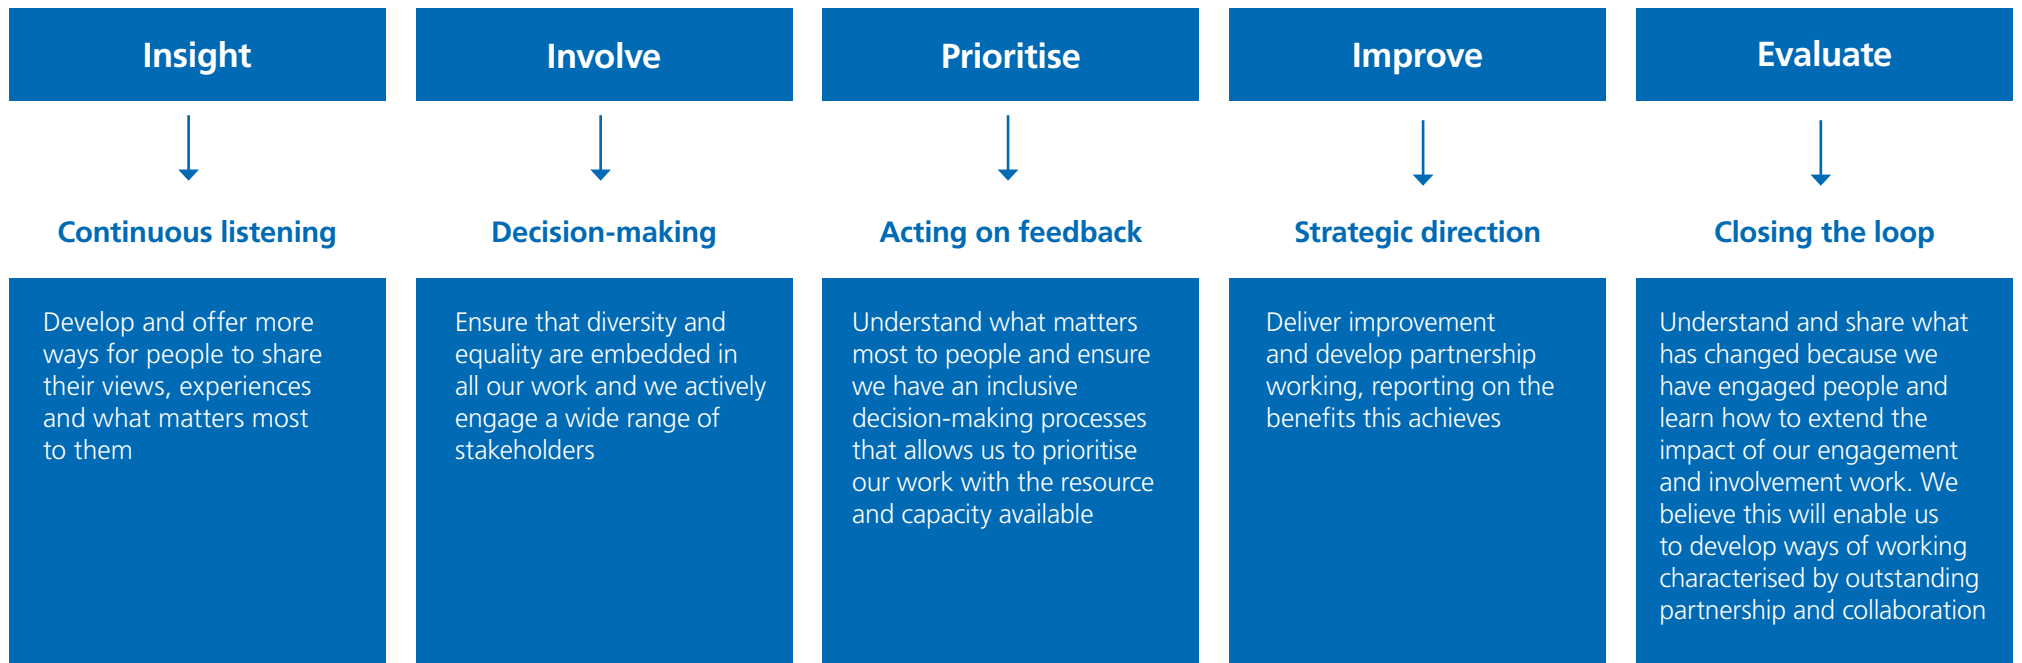 Insight
Continuous listening
Develop and offer more
ways for people to share
their views, experiences
and what matters most
to them
Involve
Decision-making
Ensure that diversity and
equality are embedded in
all our work and we actively
engage a wide range of
stakeholders
Prioritise
Acting on feedback
Understand what matters
most to people and ensure
we have an inclusive
decision-making processes
that allows us to prioritise
our work with the resource
and capacity available
Improve
Strategic direction
Deliver improvement
and develop partnership
working, reporting on the
benefits this achieves
Evaluate
Closing the loop
Understand and share what
has changed because we
have engaged people and
learn how to extend the
impact of our engagement
and involvement work. We
believe this will enable us
to develop ways of working
characterised by outstanding
partnership and collaboration